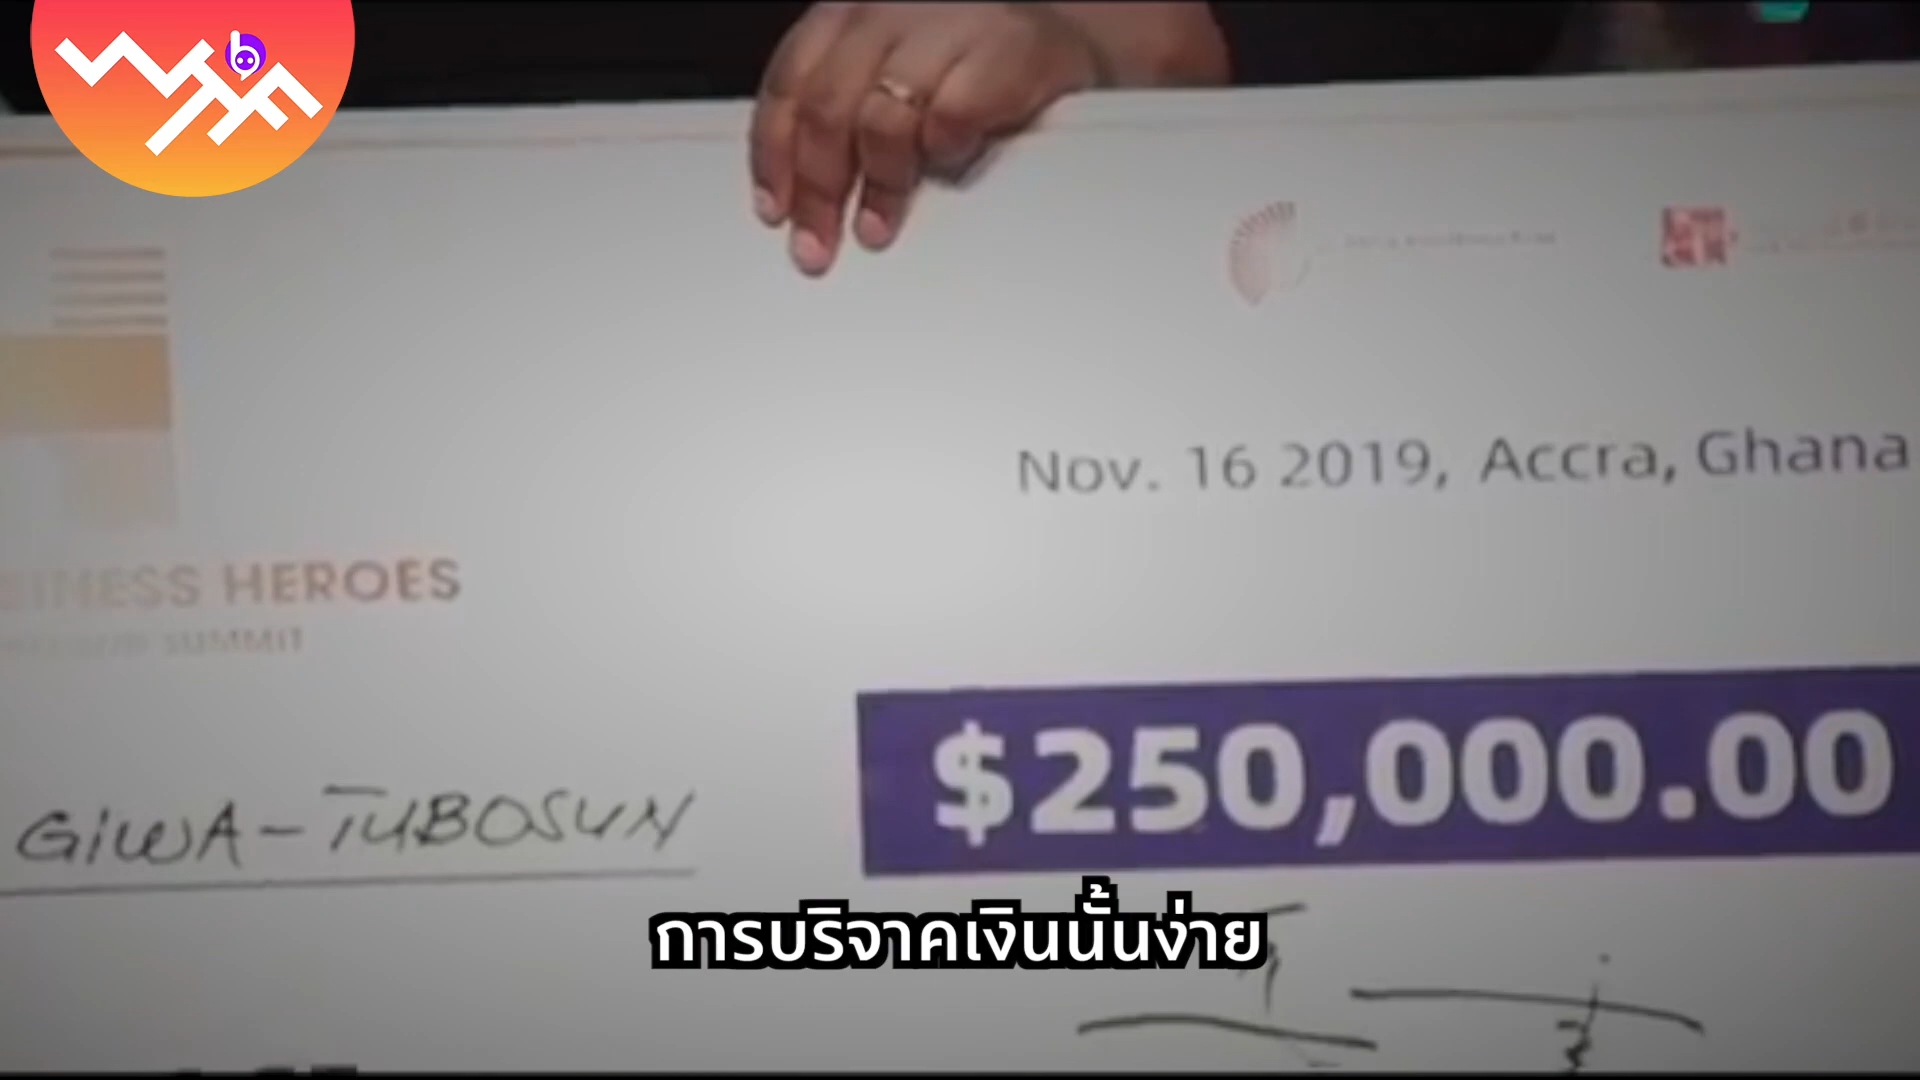 Nov. 16 2019, Accra, Ghana
BUSINESS HEROES
SUMMIT
$250,000.00
GIWA-TUBOSUN
การบริจาคเงินนั้นง่าย